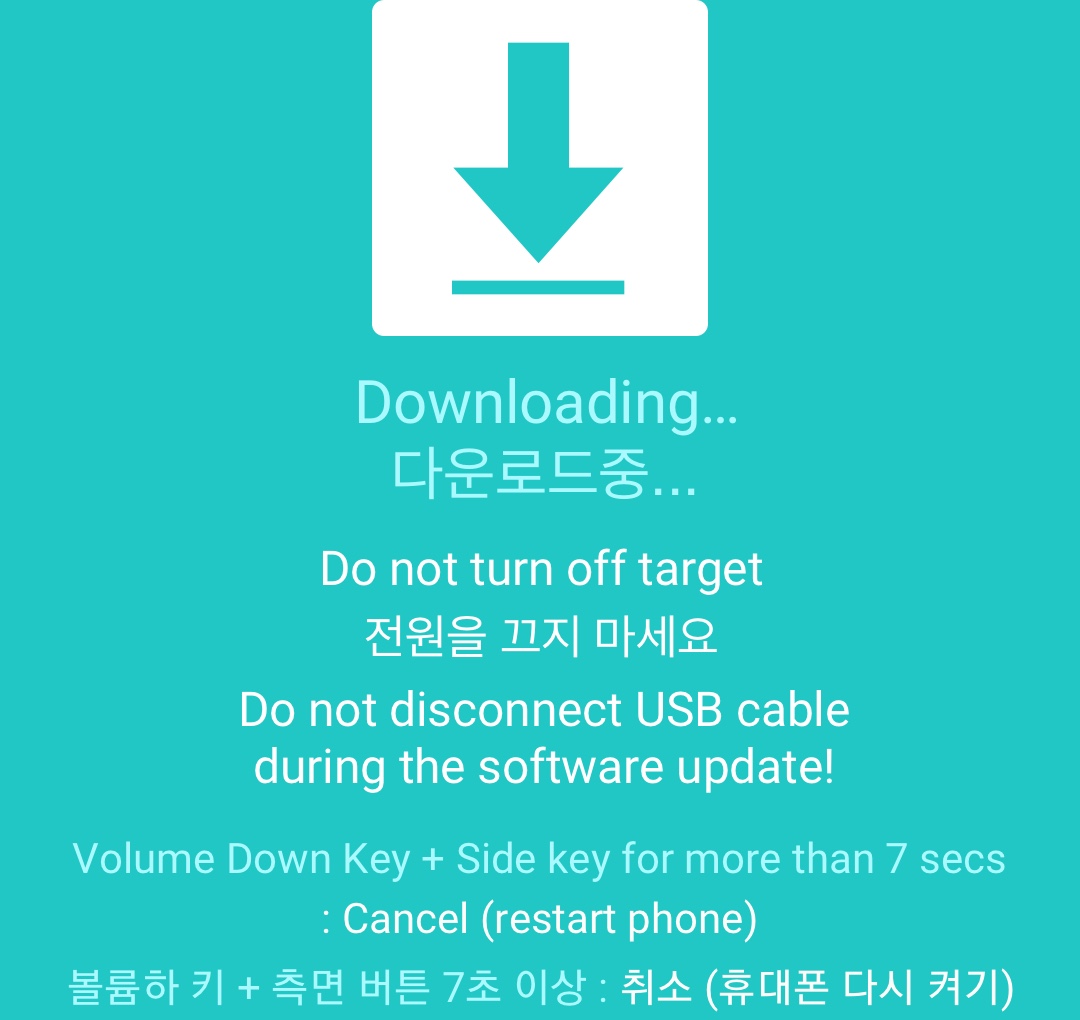 Downloading...
다운로드중...
Do not turn off target
전원을 끄지 마세요
Do not disconnect USB cable
during the software update!
Volume Down Key + Side key for more than 7 secs
: Cancel (restart phone)
볼륨하 키 + 측면 버튼 7초 이상 : 취소 (휴대폰 다시 켜기)